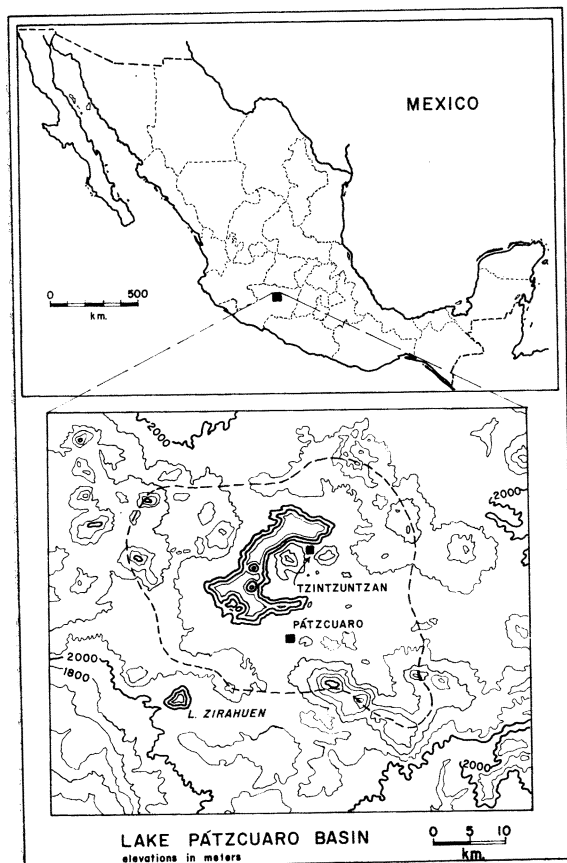 MEXICO
0 500
km.
2000
2000
TZINTZUNTZAN
PÁTZCUARO
2000
1800
L. ZIRAHUEN
2000
LAKE PÁTZCUARO BASIN
elevations in meters
0 5 10
km.